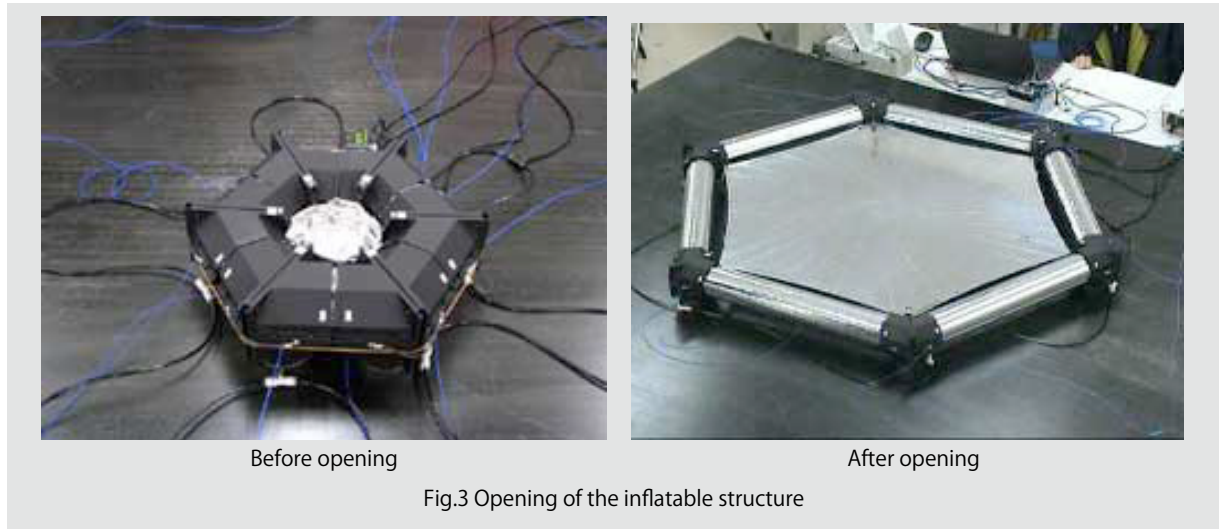 Before opening
After opening
Fig.3 Opening of the inflatable structure